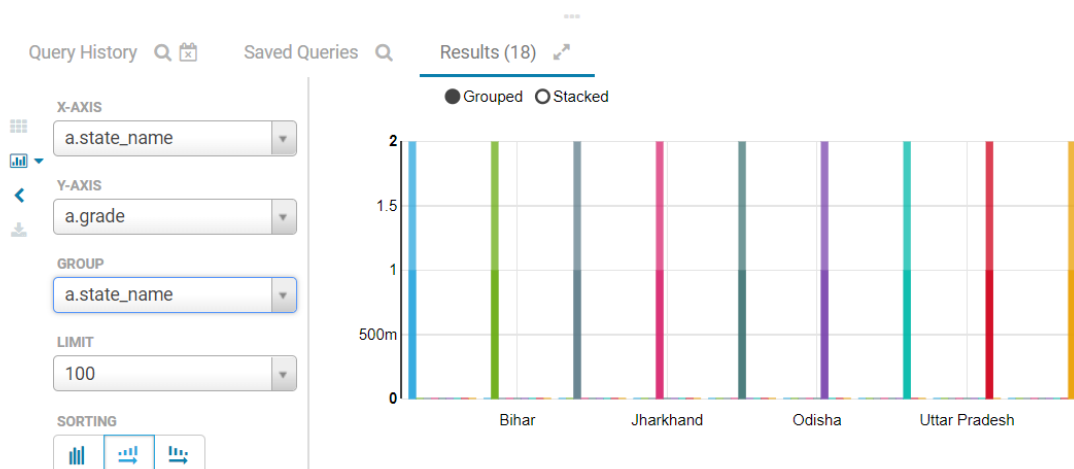 Query History
Saved Queries
Results (18)
Grouped
Stacked
X-AXIS
a.state_name
Y-AXIS
a.grade
GROUP
a.state_name
LIMIT
100
SORTING
2
1.5
1
500m
0
Bihar
Jharkhand
Odisha
Uttar Pradesh